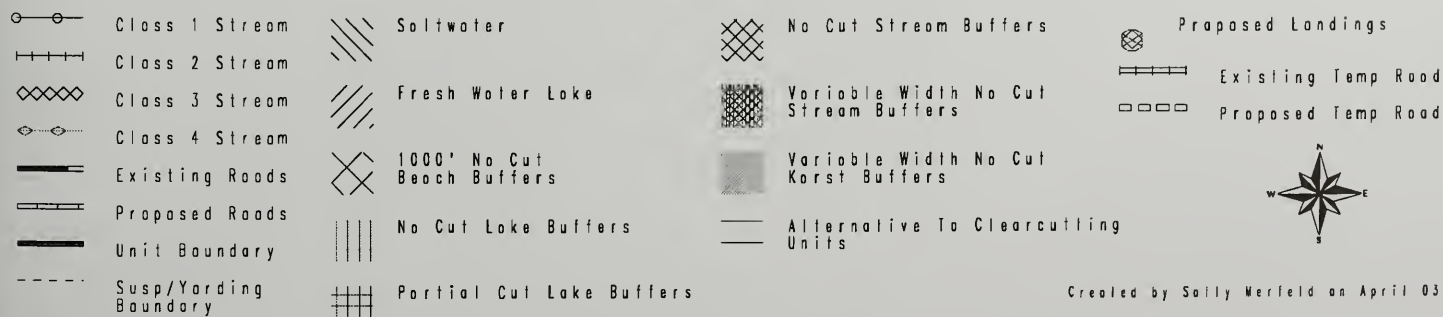 Class 1 Stream
Class 2 Stream
Class 3 Stream
Class 4 Stream
Existing Roads
Proposed Roads
Unit Boundary
Susp/Yarding
Boundary
Saltwater
Fresh Water Lake
1000' No Cut
Beach Buffers
No Cut Lake Buffers
Partial Cut Lake Buffers
No Cut Stream Buffers
Variable Width No Cut
Stream Buffers
Variable Width No Cut
Karst Buffers
Alternative To Clearcutting
Units
Proposed Landings
Existing Temp Road
Proposed Temp Road
N
W E
S
Created by Sally Werfeld on April 03